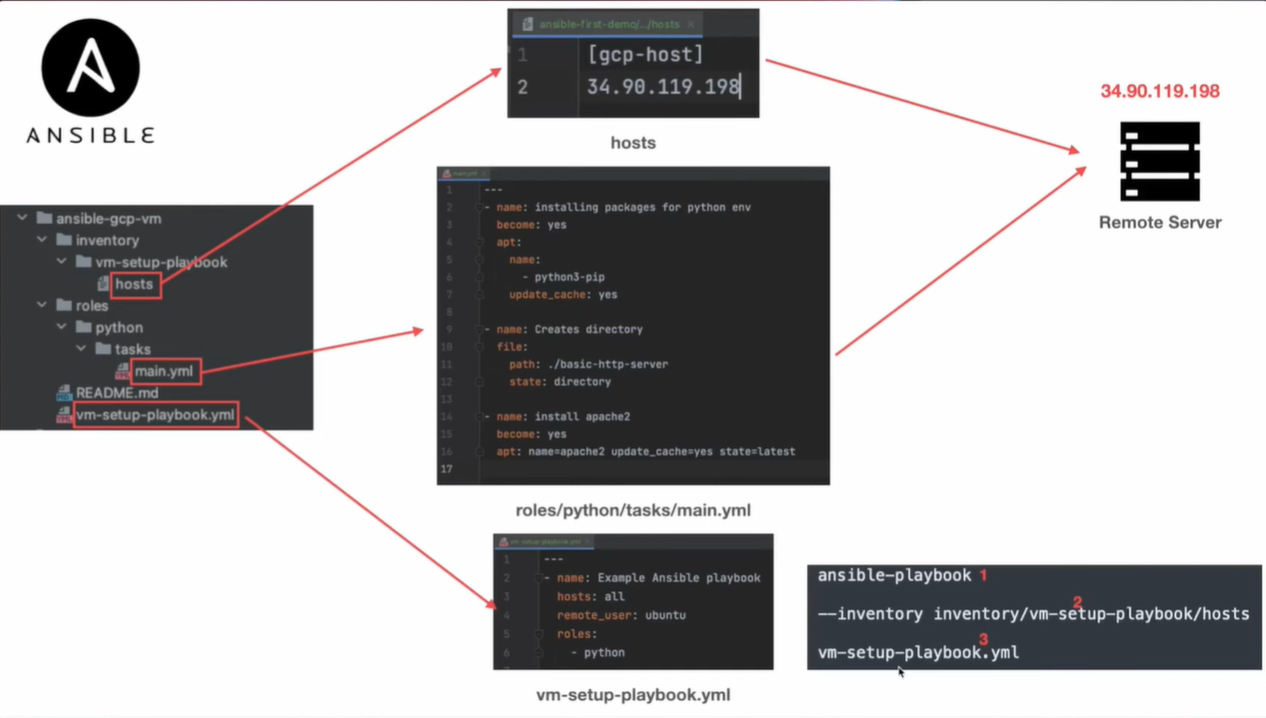 ANSIBLE
ansible-first-demo/.../hosts ×
1 [gcp-host]
2 34.90.119.198
hosts
34.90.119.198
Remote Server
ansible-gcp-vm
inventory
vm-setup-playbook
hosts
roles
python
tasks
main.yml
README.md
vm-setup-playbook.yml
main.yml ×
1 ---
2 - name: installing packages for python env
3 become: yes
4 apt:
5 name:
6 - python3-pip
7 update_cache: yes
8
9 - name: Creates directory
10 file:
11 path: ./basic-http-server
12 state: directory
13
14 - name: install apache2
15 become: yes
16 apt: name=apache2 update_cache=yes state=latest
17
roles/python/tasks/main.yml
vm-setup-playbook.yml ×
1 ---
2 - name: Example Ansible playbook
3 hosts: all
4 remote_user: ubuntu
5 roles:
6 - python
vm-setup-playbook.yml
ansible-playbook 1
2
--inventory inventory/vm-setup-playbook/hosts
3
vm-setup-playbook.yml